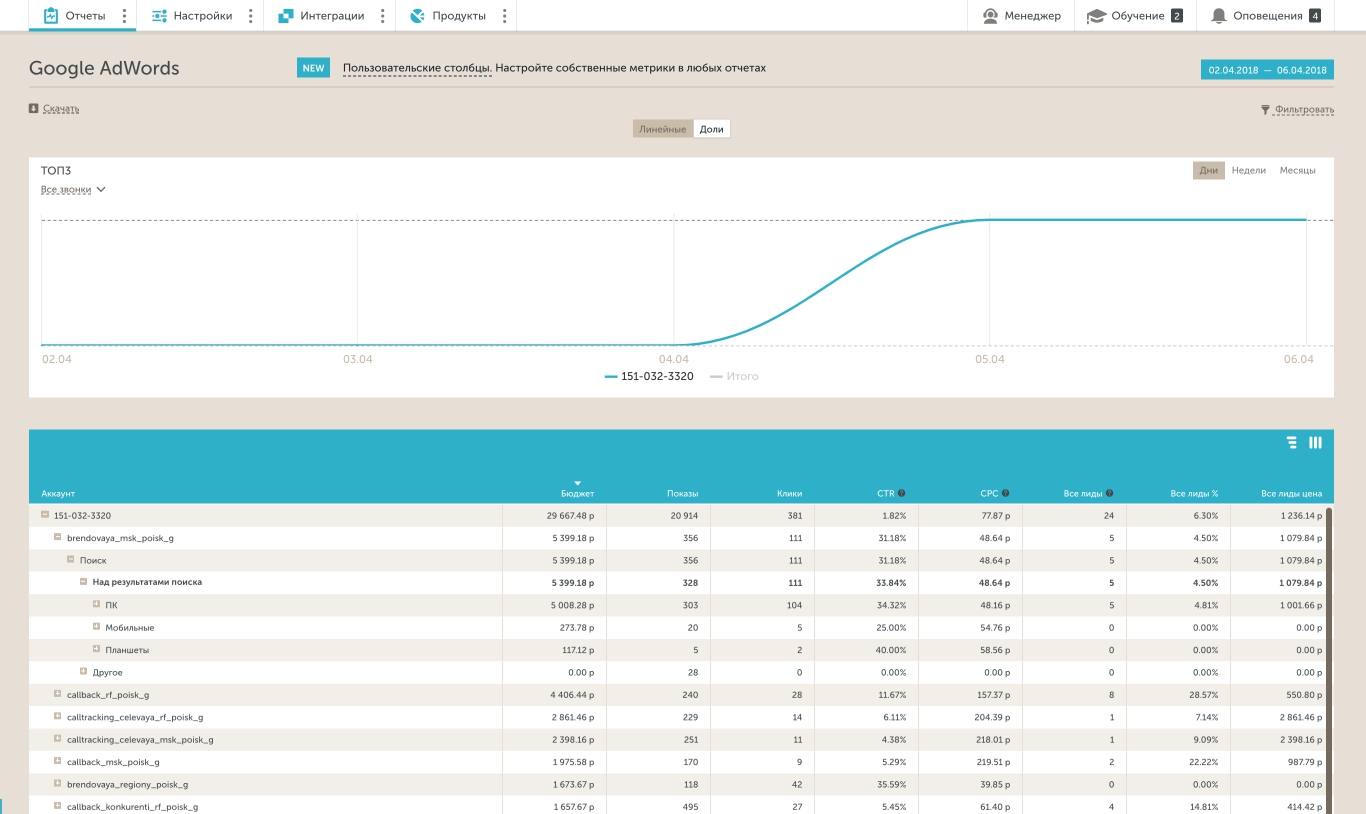 Отчеты Настройки Интеграции Продукты Менеджер Обучение 2 Оповещения 4
Google AdWords NEW Пользовательские столбцы. Настройте собственные метрики в любых отчетах 02.04.2018 — 06.04.2018
Скачать Фильтровать
Линейные Доли
ТОП3 Дни Недели Месяцы
Все звонки
02.04 03.04 04.04 05.04 06.04
151-032-3320 Итого
Аккаунт Бюджет Показы Клики CTR ? CPC ? Все лиды ? Все лиды % Все лиды цена
151-032-3320 29 667.48 р 20 914 381 1.82% 77.87 р 24 6.30% 1 236.14 р
brendovaya_msk_poisk_g 5 399.18 р 356 111 31.18% 48.64 р 5 4.50% 1 079.84 р
Поиск 5 399.18 р 356 111 31.18% 48.64 р 5 4.50% 1 079.84 р
Над результатами поиска 5 399.18 р 328 111 33.84% 48.64 р 5 4.50% 1 079.84 р
ПК 5 008.28 р 303 104 34.32% 48.16 р 5 4.81% 1 001.66 р
Мобильные 273.78 р 20 5 25.00% 54.76 р 0 0.00% 0.00 р
Планшеты 117.12 р 5 2 40.00% 58.56 р 0 0.00% 0.00 р
Другое 0.00 р 28 0 0.00% 0.00 р 0 0.00% 0.00 р
callback_rf_poisk_g 4 406.44 р 240 28 11.67% 157.37 р 8 28.57% 550.80 р
calltracking_celevaya_rf_poisk_g 2 861.46 р 229 14 6.11% 204.39 р 1 7.14% 2 861.46 р
calltracking_celevaya_msk_poisk_g 2 398.16 р 251 11 4.38% 218.01 р 1 9.09% 2 398.16 р
callback_msk_poisk_g 1 975.58 р 170 9 5.29% 219.51 р 2 22.22% 987.79 р
brendovaya_regiony_poisk_g 1 673.67 р 118 42 35.59% 39.85 р 0 0.00% 0.00 р
callback_konkurenti_rf_poisk_g 1 657.67 р 495 27 5.45% 61.40 р 4 14.81% 414.42 р